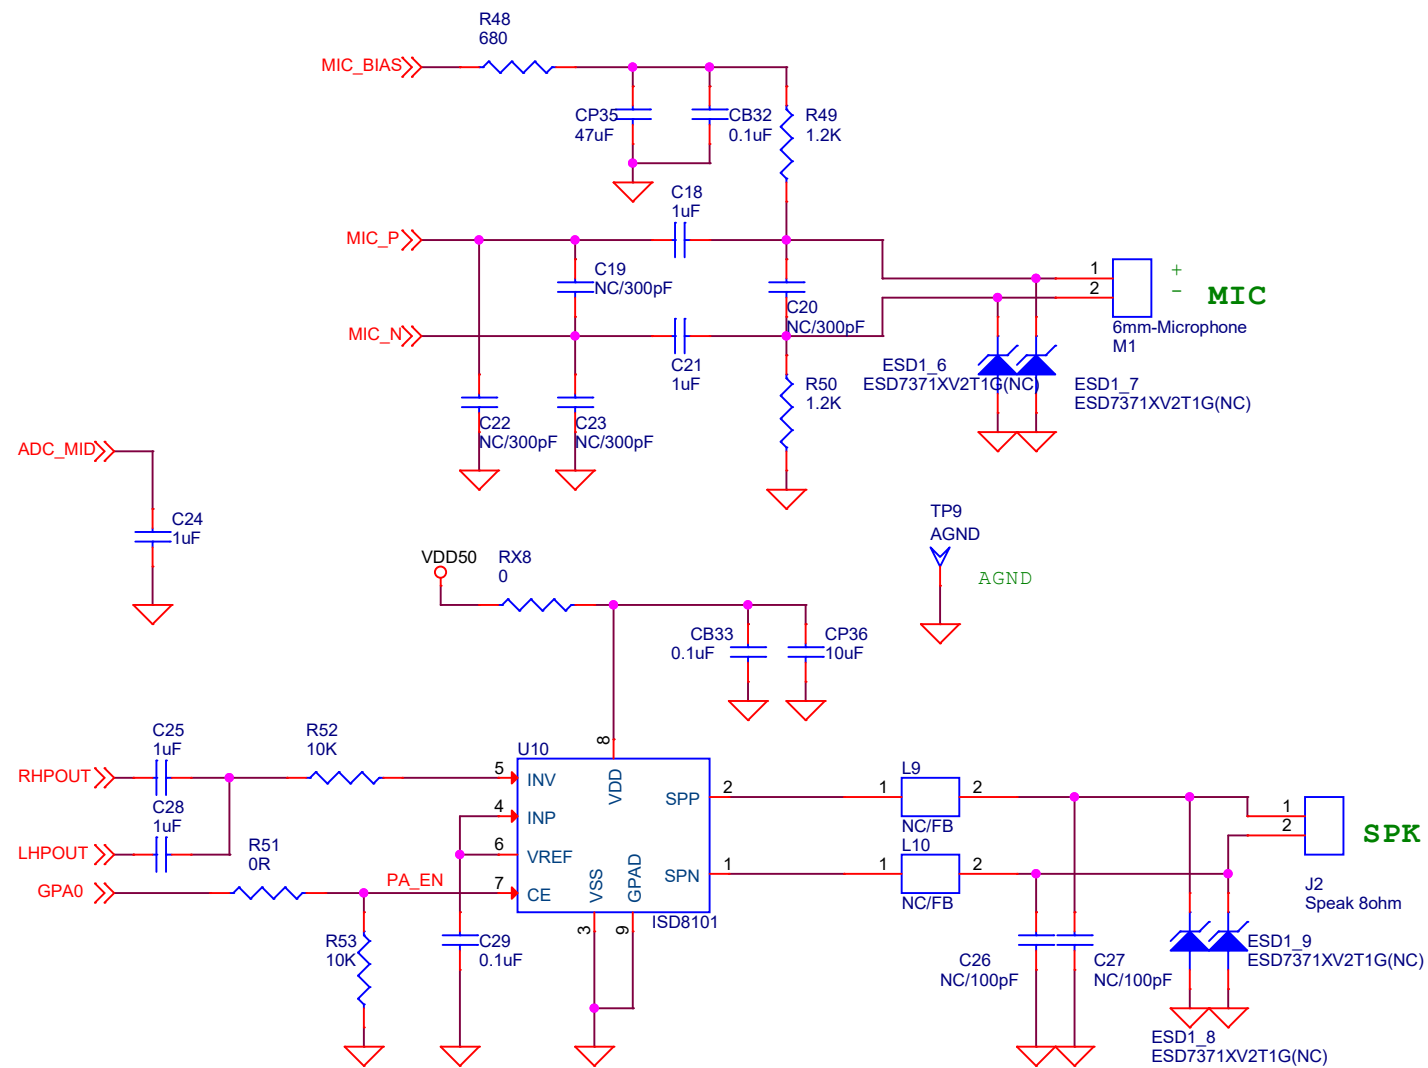 R48
680
MIC_BIAS
CP35
47uF
CB32
0.1uF
R49
1.2K
C18
1uF
MIC_P
C19
NC/300pF
C20
NC/300pF
1
2
+
-
MIC
6mm-Microphone
M1
MIC_N
C21
1uF
R50
1.2K
ESD1_6
ESD7371XV2T1G(NC)
ESD1_7
ESD7371XV2T1G(NC)
C22
NC/300pF
C23
NC/300pF
ADC_MID
C24
1uF
TP9
AGND
AGND
VDD50
RX8
0
CB33
0.1uF
CP36
10uF
C25
1uF
R52
10K
RHPOUT
C28
1uF
LHPOUT
R51
0R
GPA0
PA_EN
R53
10K
C29
0.1uF
U10
8
VDD
5
INV
4
INP
6
VREF
7
CE
VSS
GPAD
3
9
SPP
2
SPN
1
ISD8101
L9
1
2
NC/FB
L10
1
2
NC/FB
1
2
SPK
J2
Speak 8ohm
C26
NC/100pF
C27
NC/100pF
ESD1_9
ESD7371XV2T1G(NC)
ESD1_8
ESD7371XV2T1G(NC)